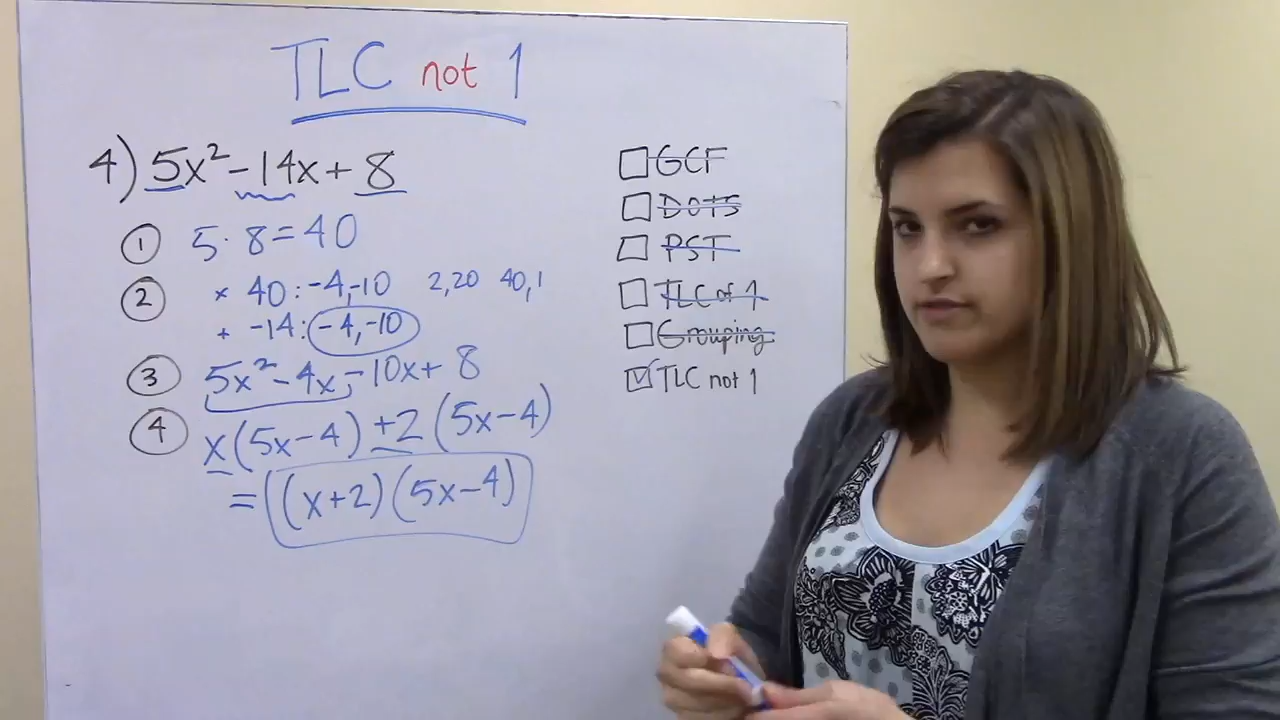 TLC not 1
4) 5x² - 14x + 8
① 5 · 8 = 40
② × 40 : -4, -10 2,20 40,1
+ -14 : -4, -10
③ 5x² - 4x - 10x + 8
④ x(5x-4) +2 (5x-4)
= (x+2)(5x-4)
GCF
DOTS
PST
TLC of 1
Grouping
TLC not 1